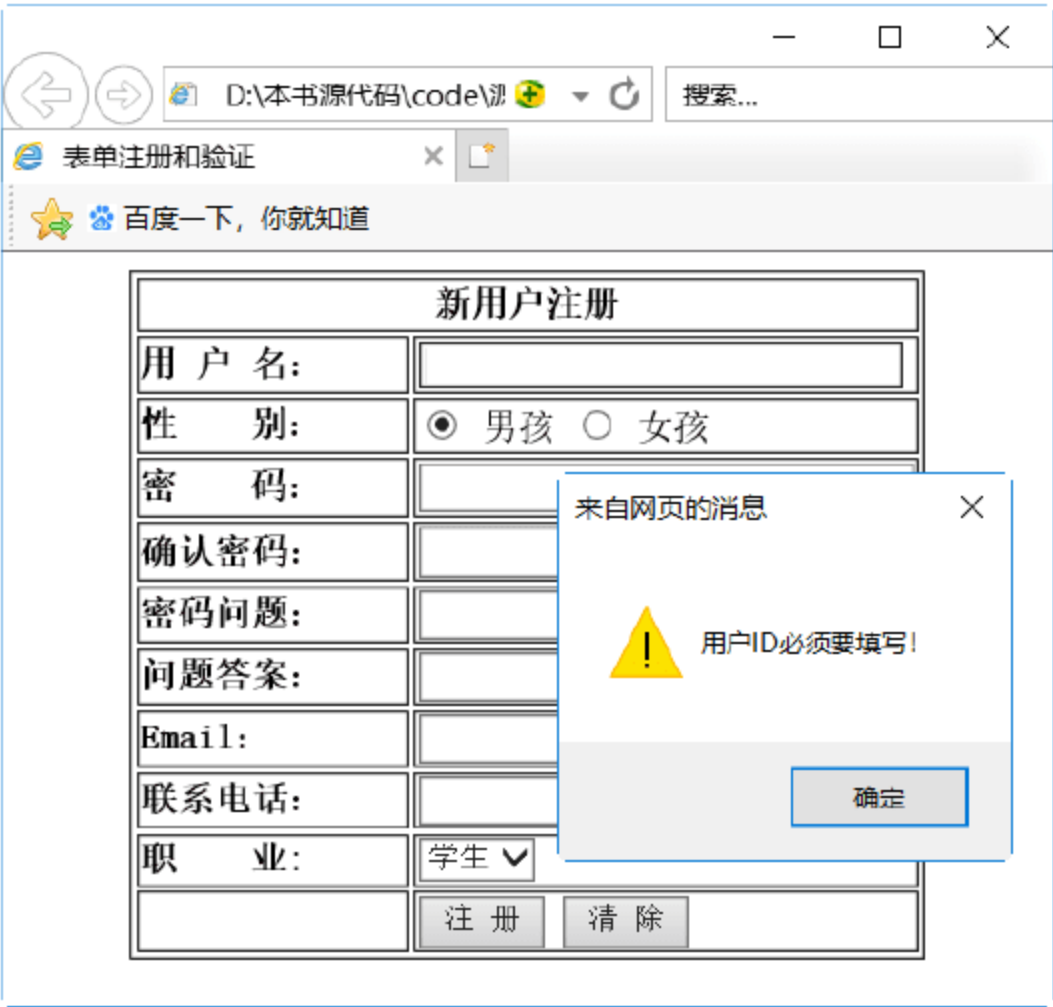 D:\本书源代码\code\
搜索...
表单注册和验证
百度一下，你就知道
新用户注册
用 户 名：
性 别：
男孩 女孩
密 码：
确认密码：
密码问题：
问题答案：
Email：
联系电话：
职 业：
学生
注 册 清 除
来自网页的消息
用户ID必须要填写！
确定